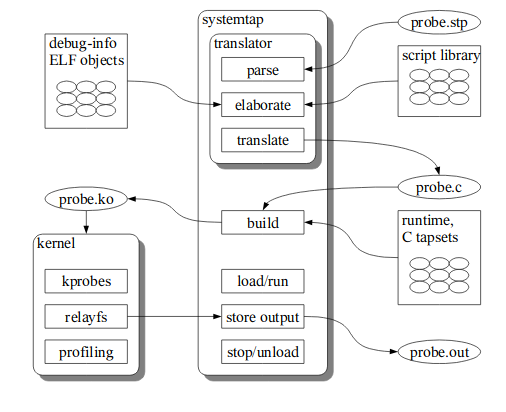 systemtap
debug-info
ELF objects
translator
parse
elaborate
translate
probe.stp
script library
probe.c
probe.ko
build
runtime,
C tapsets
kernel
kprobes
relayfs
profiling
load/run
store output
stop/unload
probe.out